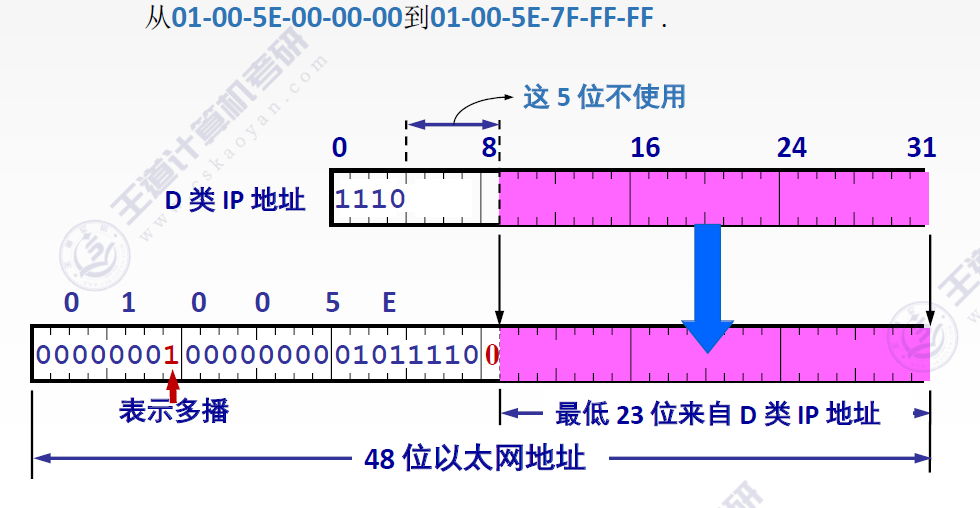 从01-00-5E-00-00-00到01-00-5E-7F-FF-FF .
这 5 位不使用
0 8 16 24 31
D 类 IP 地址
1110
0 1 0 0 5 E
00000001 00000000 01011110 0
表示多播
最低 23 位来自 D 类 IP 地址
48 位以太网地址
王道计算机考研
www.cskaoyan.com
王道
www